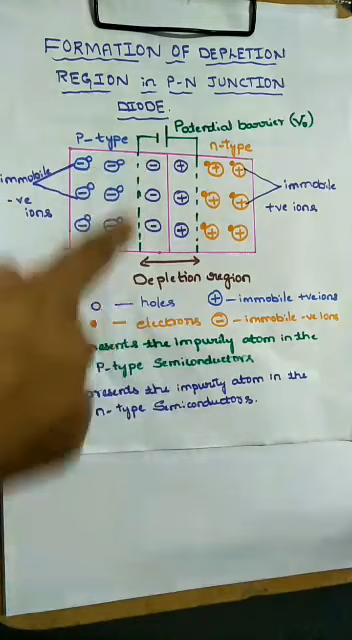 FORMATION OF DEPLETION
REGION in P-N JUNCTION
DIODE.
Potential barrier (V₀)
P-type
n-type
immobile
-ve
ions
immobile
+ve ions
Depletion region
o — holes
⊕ — immobile +ve ions
• — electrons
⊖ — immobile -ve ions
esents the impurity atom in the
P-type Semiconductors
presents the impurity atom in the
n-type Semiconductors.